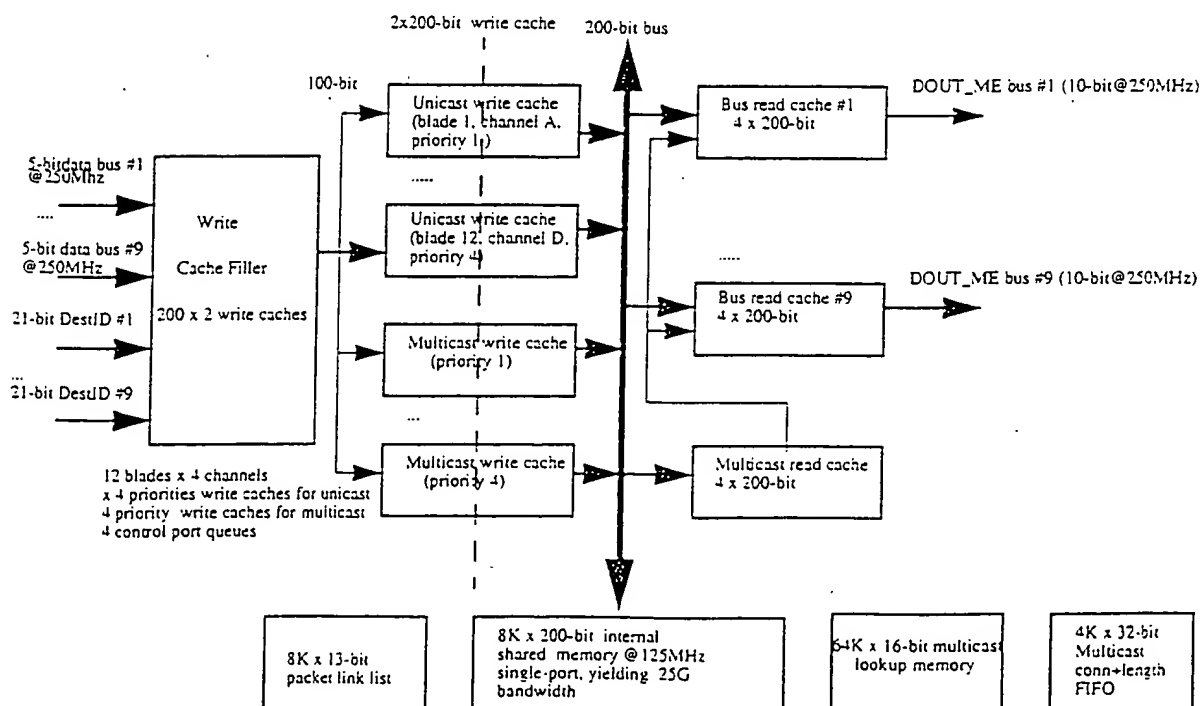 2x200-bit write cache
200-bit bus
100-bit
Unicast write cache
(blade 1, channel A,
priority 1)
.....
Unicast write cache
(blade 12, channel D,
priority 4)
Multicast write cache
(priority 1)
...
Multicast write cache
(priority 4)
5-bitdata bus #1
@250Mhz
....
5-bit data bus #9
@250MHz
21-bit DestID #1
...
21-bit DestID #9
Write
Cache Filler
200 x 2 write caches
12 blades x 4 channels
x 4 priorities write caches for unicast
4 priority write caches for multicast
4 control port queues
Bus read cache #1
4 x 200-bit
DOUT_ME bus #1 (10-bit@250MHz)
.....
Bus read cache #9
4 x 200-bit
DOUT_ME bus #9 (10-bit@250MHz)
Multicast read cache
4 x 200-bit
8K x 13-bit
packet link list
8K x 200-bit internal
shared memory @125MHz
single-port, yielding 25G
bandwidth
64K x 16-bit multicast
lookup memory
4K x 32-bit
Multicast
conn+length
FIFO